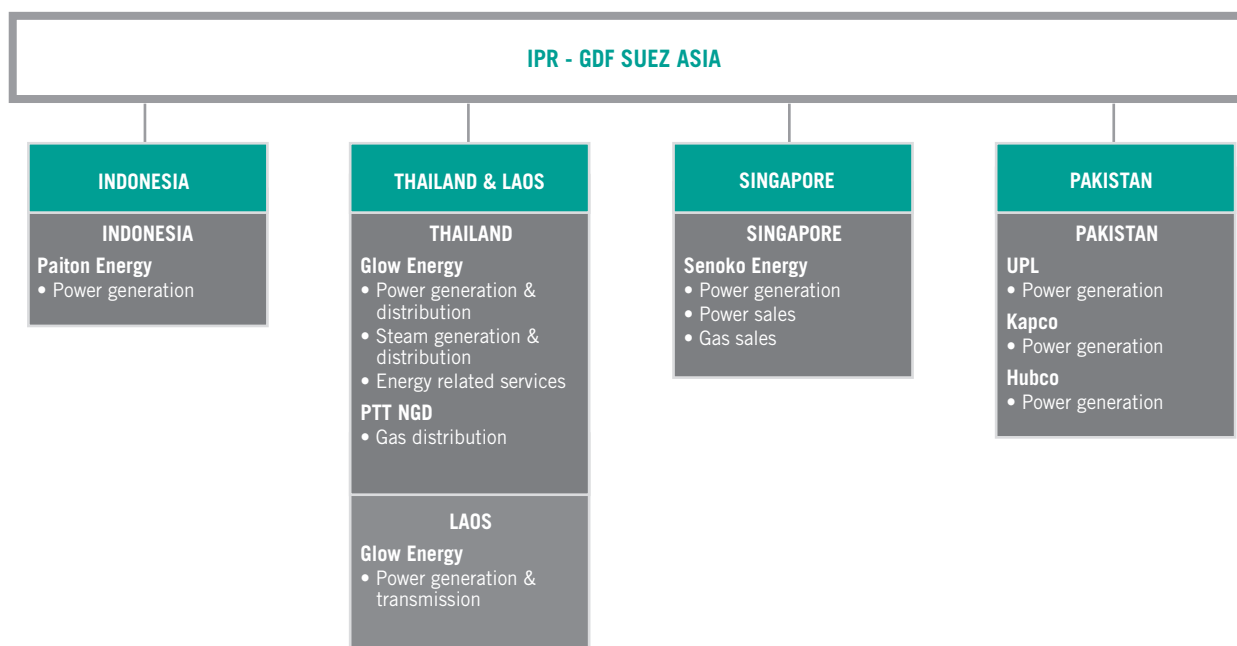 IPR - GDF SUEZ ASIA
INDONESIA
INDONESIA
Paiton Energy
• Power generation
THAILAND & LAOS
THAILAND
Glow Energy
• Power generation &
distribution
• Steam generation &
distribution
• Energy related services
PTT NGD
• Gas distribution
LAOS
Glow Energy
• Power generation &
transmission
SINGAPORE
SINGAPORE
Senoko Energy
• Power generation
• Power sales
• Gas sales
PAKISTAN
PAKISTAN
UPL
• Power generation
Kapco
• Power generation
Hubco
• Power generation